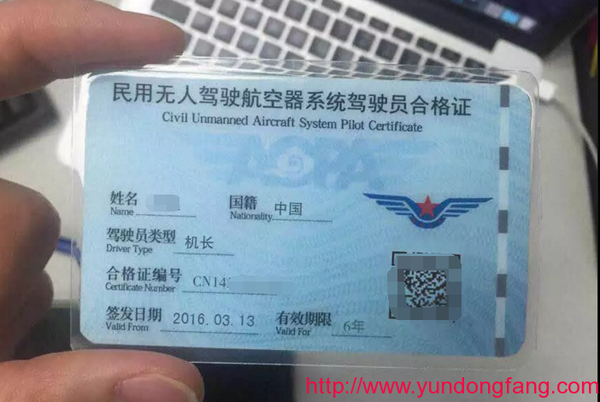 民用无人驾驶航空器系统驾驶员合格证
Civil Unmanned Aircraft System Pilot Certificate
AOPA
姓名
Name
国籍 中国
Nationality
驾驶员类型 机长
Driver Type
合格证编号 CN14
Certificate Number
签发日期 2016.03.13
Valid From
有效期限 6年
Valid For
http://www.yundongfang.com